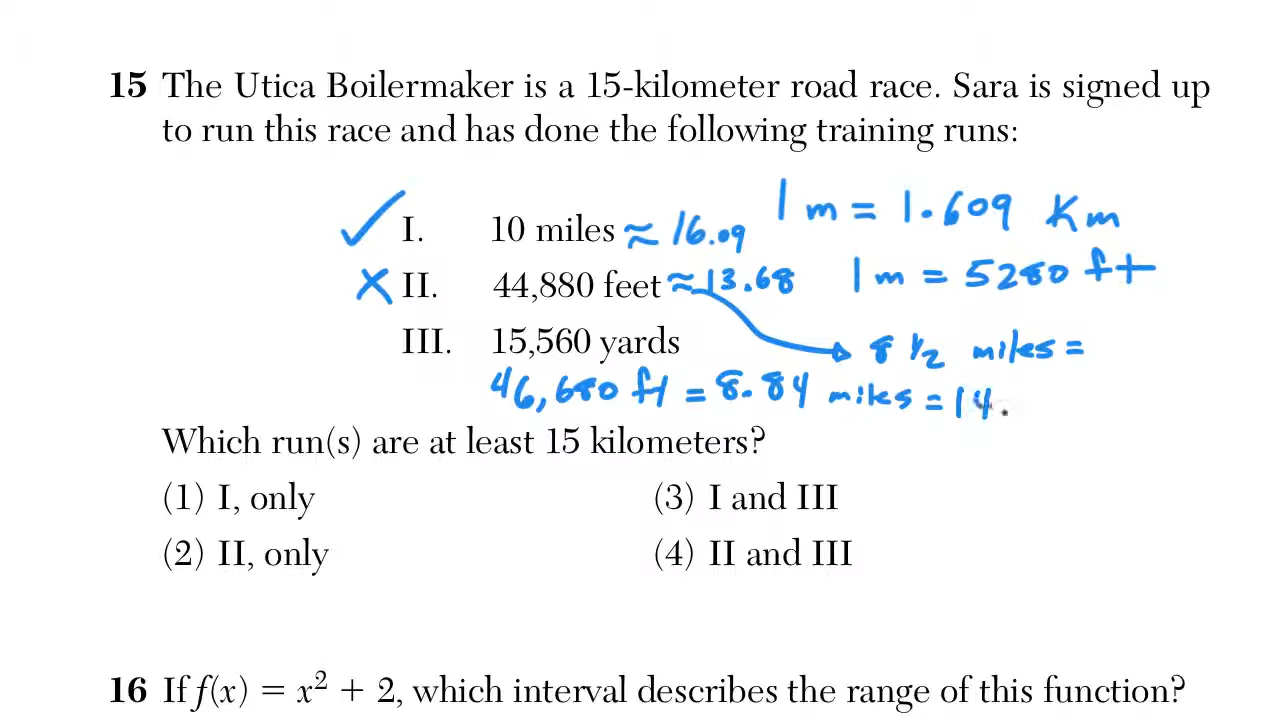 15 The Utica Boilermaker is a 15-kilometer road race. Sara is signed up
to run this race and has done the following training runs:
✓ I. 10 miles ≈ 16.09 1 m = 1.609 Km
X II. 44,880 feet ≈ 13.68 1 m = 5280 ft
III. 15,560 yards 8 1/2 miles =
46,680 ft = 8.84 miles = 14.
Which run(s) are at least 15 kilometers?
(1) I, only (3) I and III
(2) II, only (4) II and III
16 If f(x) = x² + 2, which interval describes the range of this function?